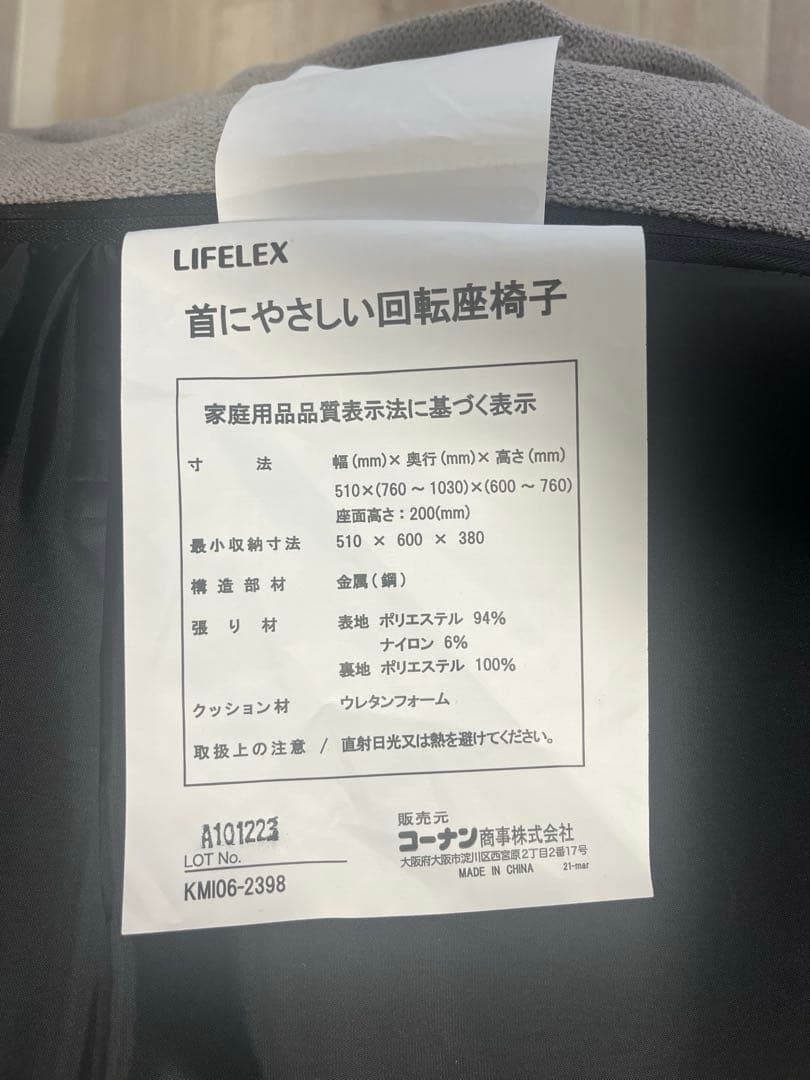 LIFELEX
首にやさしい回転座椅子
家庭用品品質表示法に基づく表示
寸法 幅(mm)× 奥行(mm)× 高さ(mm)
510×(760 ～ 1030)×(600 ～ 760)
座面高さ：200(mm)
最小収納寸法 510 × 600 × 380
構造部材 金属(鋼)
張り材 表地 ポリエステル 94%
ナイロン 6%
裏地 ポリエステル 100%
クッション材 ウレタンフォーム
取扱上の注意 / 直射日光又は熱を避けてください。
A101223
LOT No.
KMI06-2398
販売元
コーナン商事株式会社
大阪府大阪市淀川区西宮原2丁目2番17号
MADE IN CHINA 21-mar